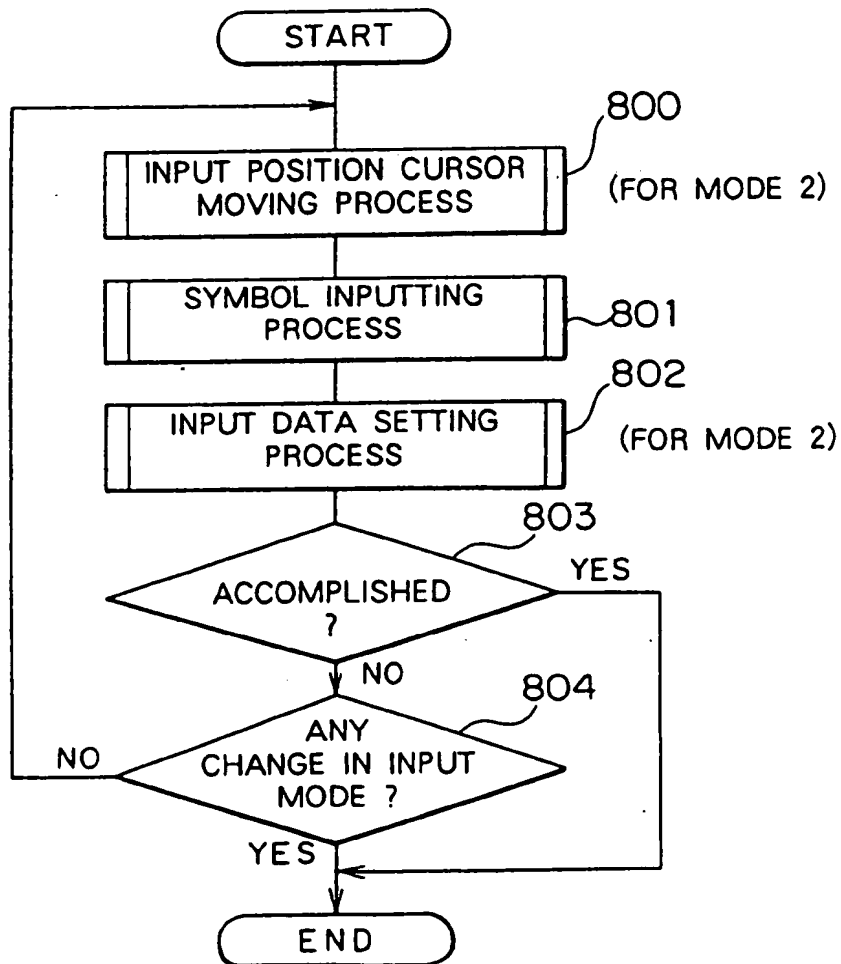 START
800
INPUT POSITION CURSOR
MOVING PROCESS
(FOR MODE 2)
SYMBOL INPUTTING
PROCESS
801
802
INPUT DATA SETTING
PROCESS
(FOR MODE 2)
803
YES
ACCOMPLISHED
?
NO
804
ANY
CHANGE IN INPUT
MODE ?
NO
YES
END